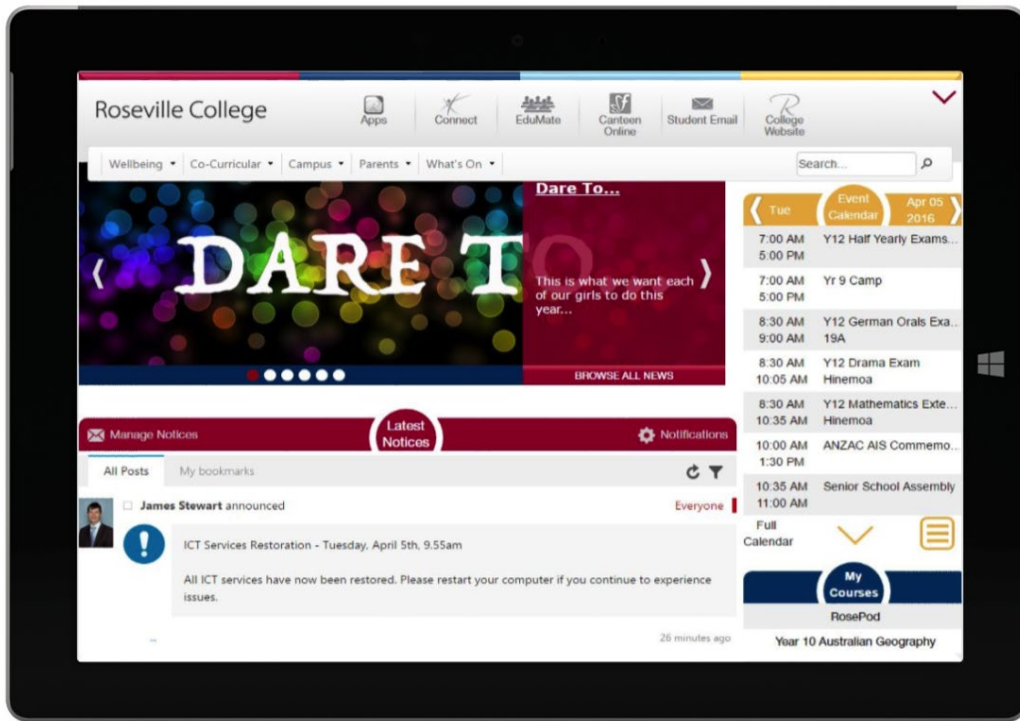 Roseville College
Apps
Connect
EduMate
Canteen
Online
Student Email
College
Website
Wellbeing
Co-Curricular
Campus
Parents
What's On
Search...
DARE TO
Dare To...
This is what we want each
of our girls to do this
year...
BROWSE ALL NEWS
Manage Notices
Latest
Notices
Notifications
All Posts
My bookmarks
James Stewart announced
Everyone
ICT Services Restoration - Tuesday, April 5th, 9.55am
All ICT services have now been restored. Please restart your computer if you continue to experience
issues.
26 minutes ago
Tue
Event
Calendar
Apr 05
2016
7:00 AM Y12 Half Yearly Exams...
5:00 PM
7:00 AM Yr 9 Camp
5:00 PM
8:30 AM Y12 German Orals Exa...
9:00 AM 19A
8:30 AM Y12 Drama Exam
10:05 AM Hinemoa
8:30 AM Y12 Mathematics Exte...
10:35 AM Hinemoa
10:00 AM ANZAC AIS Commemo...
1:30 PM
10:35 AM Senior School Assembly
11:00 AM
Full
Calendar
My
Courses
RosePod
Year 10 Australian Geography